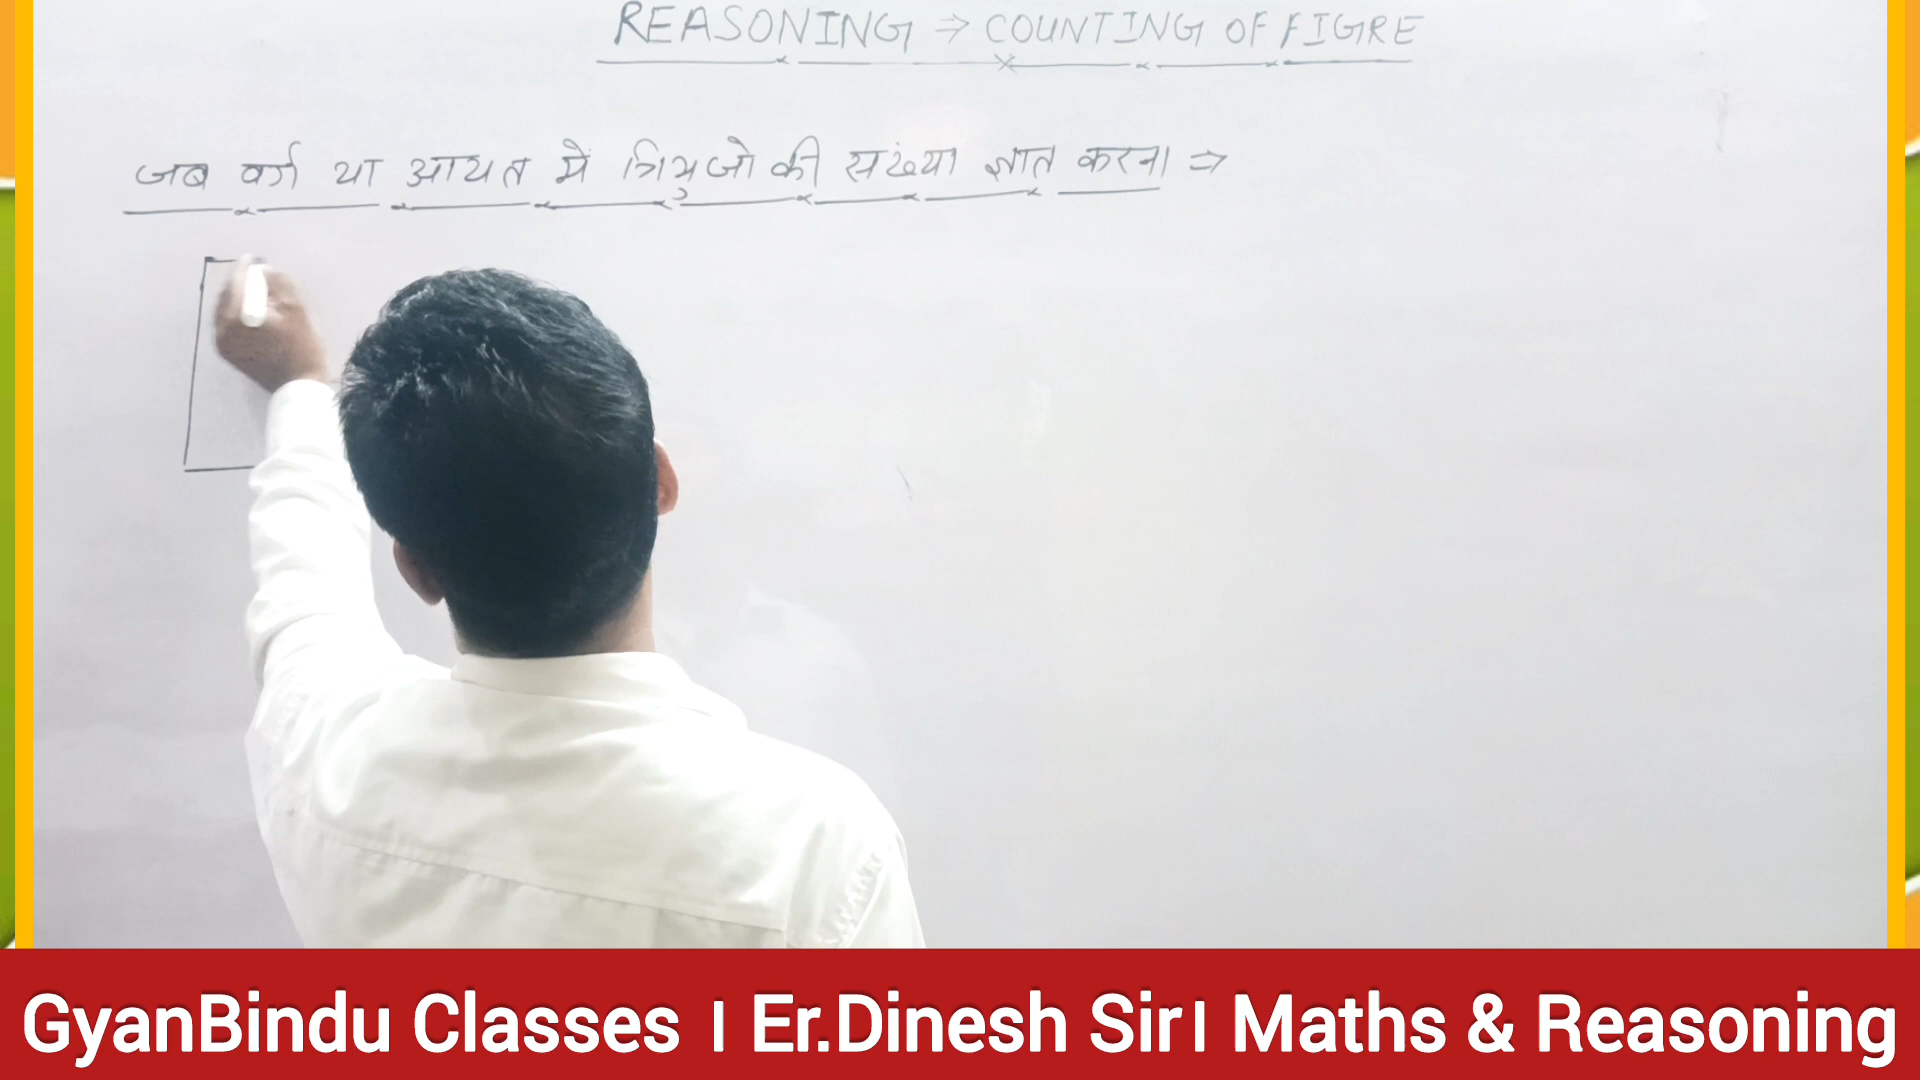 REASONING ⇒ COUNTING OF FIGRE
जब वर्ग या आयत में त्रिभुजो की संख्या ज्ञात करना ⇒
GyanBindu Classes । Er.Dinesh Sir। Maths & Reasoning